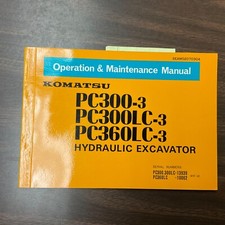 Operation & Maintenance Manual
KOMATSU
PC300-3
PC300LC-3
PC360LC-3
HYDRAULIC EXCAVATOR
SERIAL NUMBERS